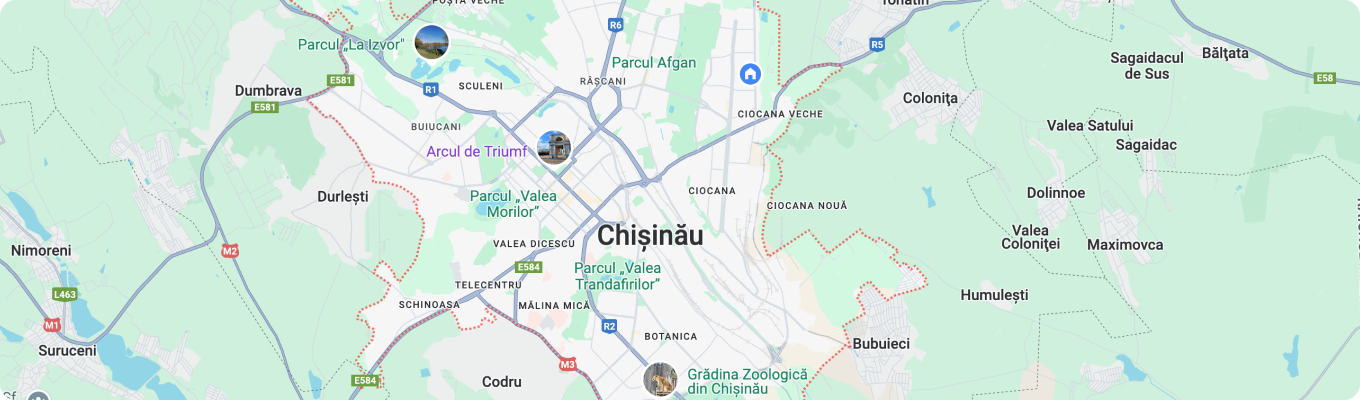 POȘTA VECHE
R6
Parcul „La Izvor"
R5
Bălțata
Sagaidacul
de Sus
Parcul Afgan
E581
E58
SCULENI
RÂȘCANI
R1
Dumbrava
Colonița
E581
CIOCANA VECHE
BUIUCANI
Valea Satului
Sagaidac
Arcul de Triumf
Durlești
Parcul „Valea
Morilor”
CIOCANA
Dolinnoe
CIOCANA NOUĂ
Chișinău
Valea
Coloniței
Maximovca
VALEA DICESCU
Nimoreni
M2
E584
Parcul „Valea
Trandafirilor”
TELECENTRU
L463
Humulești
SCHINOASA
MĂLINA MICĂ
M1
R2
BOTANICA
Bubuieci
Suruceni
M3
E584
Codru
Grădina Zoologică
din Chișinău